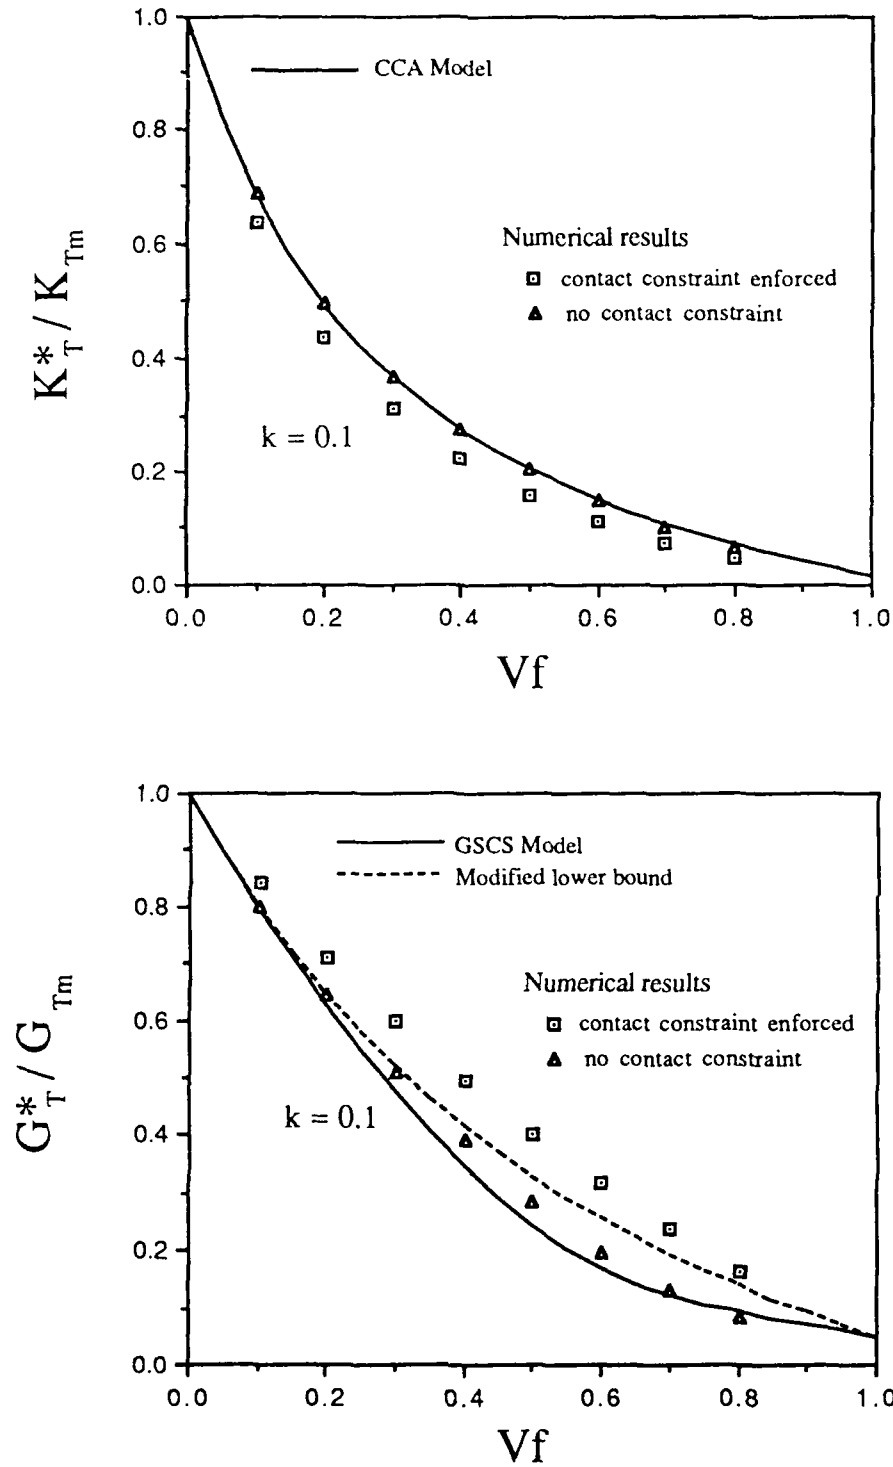 1.0
0.8
0.6
0.4
0.2
0.0
K*T / KTm
CCA Model
Numerical results
contact constraint enforced
no contact constraint
k = 0.1
0.0 0.2 0.4 0.6 0.8 1.0
Vf
1.0
0.8
0.6
0.4
0.2
0.0
G*T / GTm
GSCS Model
Modified lower bound
Numerical results
contact constraint enforced
no contact constraint
k = 0.1
0.0 0.2 0.4 0.6 0.8 1.0
Vf